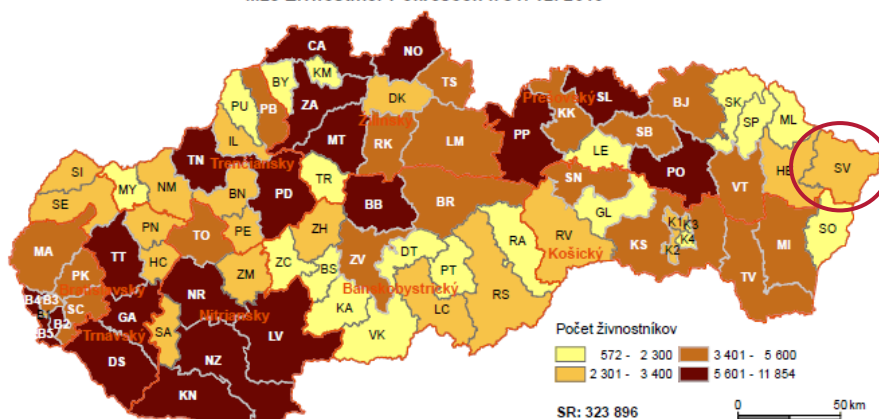 CA
NO
BY
KM
TS
PU
PB
ZA
DK
Prešovský
SL
KK
BJ
SK
SP
ML
IL
MT
Žilinský
RK
LM
PP
SB
LE
HE
SV
TN
Trenčiansky
SI
MY
NM
BN
PD
TR
BB
BR
SN
PO
VT
SE
PN
PE
ZH
GL
K1
K3
K4
K2
SO
MA
TT
TO
HC
ZM
ZC
BS
ZV
DT
PT
RA
RV
Košický
KS
MI
PK
Bratislavský
B4
B3
B2
B5
SC
GA
NR
Nitriansky
KA
Banskobystrický
LC
RS
TV
Trnavský
SA
LV
VK
DS
NZ
KN
Počet živnostníkov
572 - 2 300
3 401 - 5 600
2 301 - 3 400
5 601 - 11 854
SR: 323 896
0
50 km